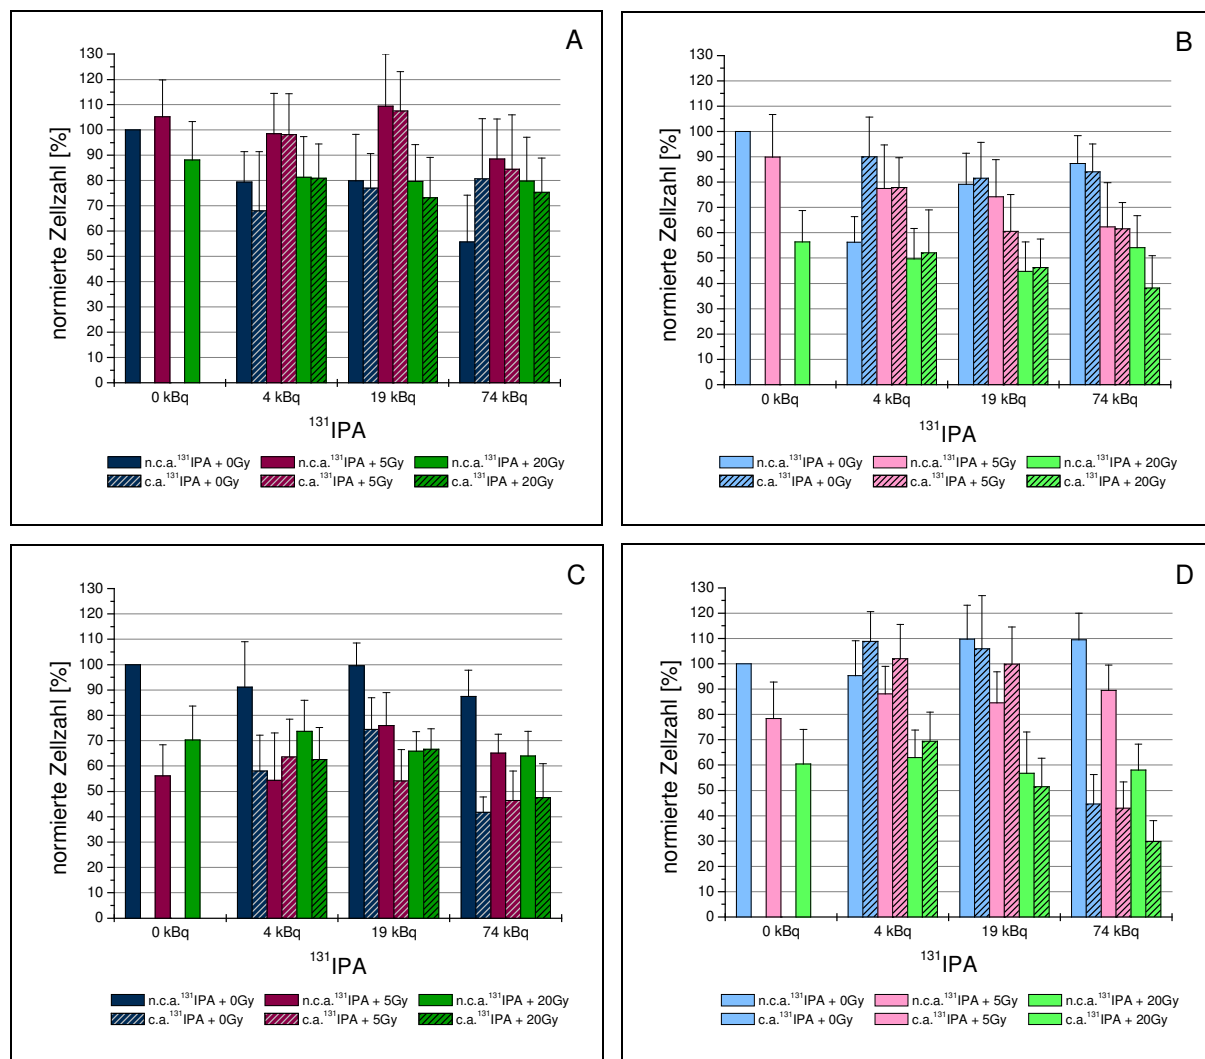 A
normierte Zellzahl [%]
130
120
110
100
90
80
70
60
50
40
30
20
10
0
0 kBq 4 kBq 19 kBq 74 kBq
¹³¹IPA
n.c.a.¹³¹IPA + 0Gy n.c.a.¹³¹IPA + 5Gy n.c.a.¹³¹IPA + 20Gy
c.a.¹³¹IPA + 0Gy c.a.¹³¹IPA + 5Gy c.a.¹³¹IPA + 20Gy
B
normierte Zellzahl [%]
130
120
110
100
90
80
70
60
50
40
30
20
10
0
0 kBq 4 kBq 19 kBq 74 kBq
¹³¹IPA
n.c.a.¹³¹IPA + 0Gy n.c.a.¹³¹IPA + 5Gy n.c.a.¹³¹IPA + 20Gy
c.a.¹³¹IPA + 0Gy c.a.¹³¹IPA + 5Gy c.a.¹³¹IPA + 20Gy
C
normierte Zellzahl [%]
130
120
110
100
90
80
70
60
50
40
30
20
10
0
0 kBq 4 kBq 19 kBq 74 kBq
¹³¹IPA
n.c.a.¹³¹IPA + 0Gy n.c.a.¹³¹IPA + 5Gy n.c.a.¹³¹IPA + 20Gy
c.a.¹³¹IPA + 0Gy c.a.¹³¹IPA + 5Gy c.a.¹³¹IPA + 20Gy
D
normierte Zellzahl [%]
130
120
110
100
90
80
70
60
50
40
30
20
10
0
0 kBq 4 kBq 19 kBq 74 kBq
¹³¹IPA
n.c.a.¹³¹IPA + 0Gy n.c.a.¹³¹IPA + 5Gy n.c.a.¹³¹IPA + 20Gy
c.a.¹³¹IPA + 0Gy c.a.¹³¹IPA + 5Gy c.a.¹³¹IPA + 20Gy